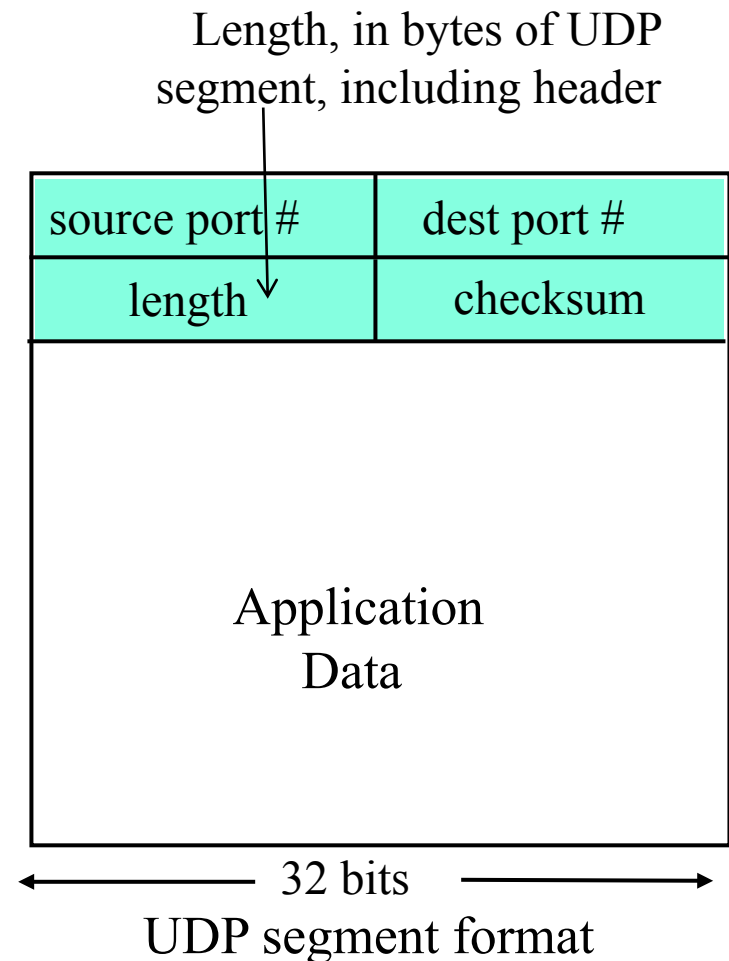 Length, in bytes of UDP
segment, including header
source port # dest port #
length checksum
Application
Data
32 bits
UDP segment format